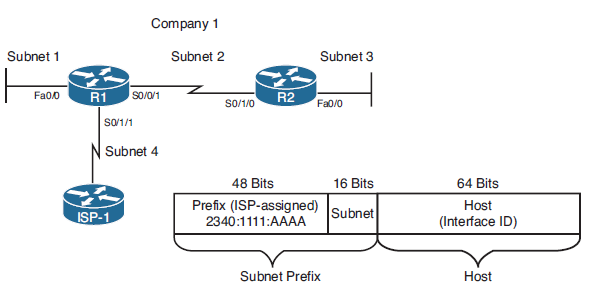 Company 1
Subnet 1
Subnet 2
Subnet 3
Fa0/0
R1
S0/0/1
S0/1/0
R2
Fa0/0
S0/1/1
Subnet 4
ISP-1
48 Bits
16 Bits
64 Bits
Prefix (ISP-assigned)
2340:1111:AAAA
Subnet
Host
(Interface ID)
Subnet Prefix
Host